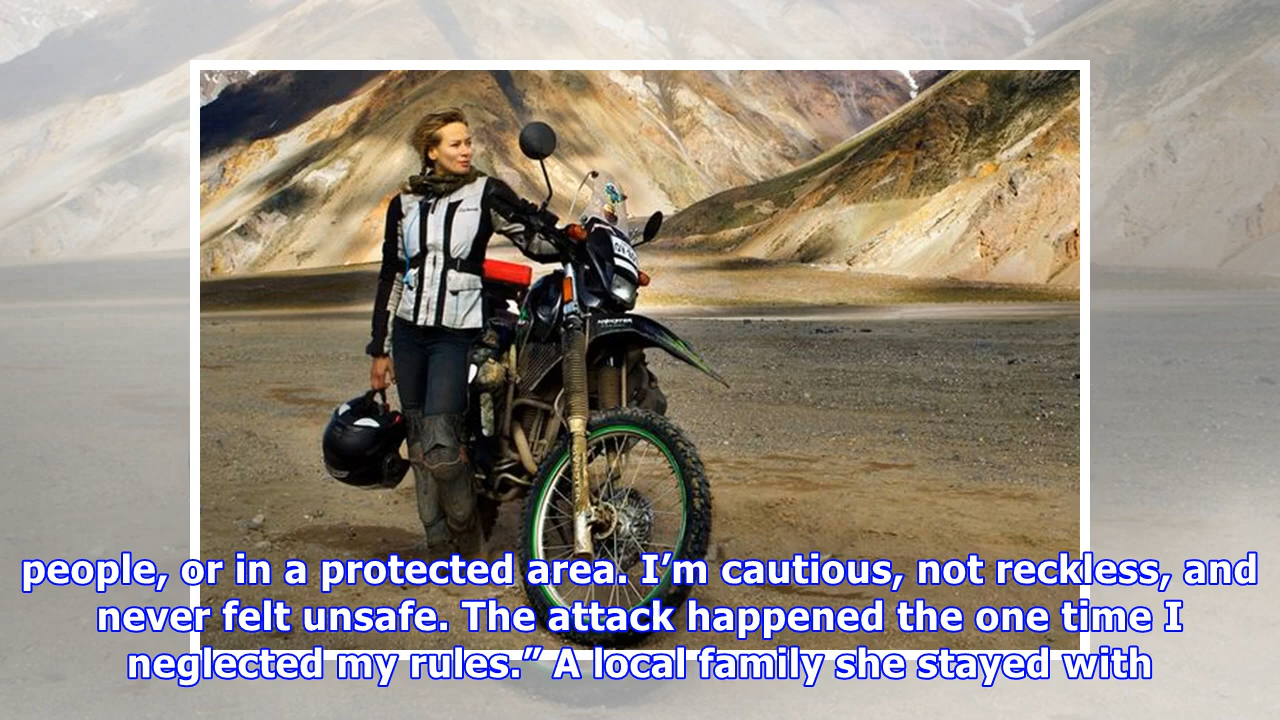 people, or in a protected area. I’m cautious, not reckless, and
never felt unsafe. The attack happened the one time I
neglected my rules.” A local family she stayed with